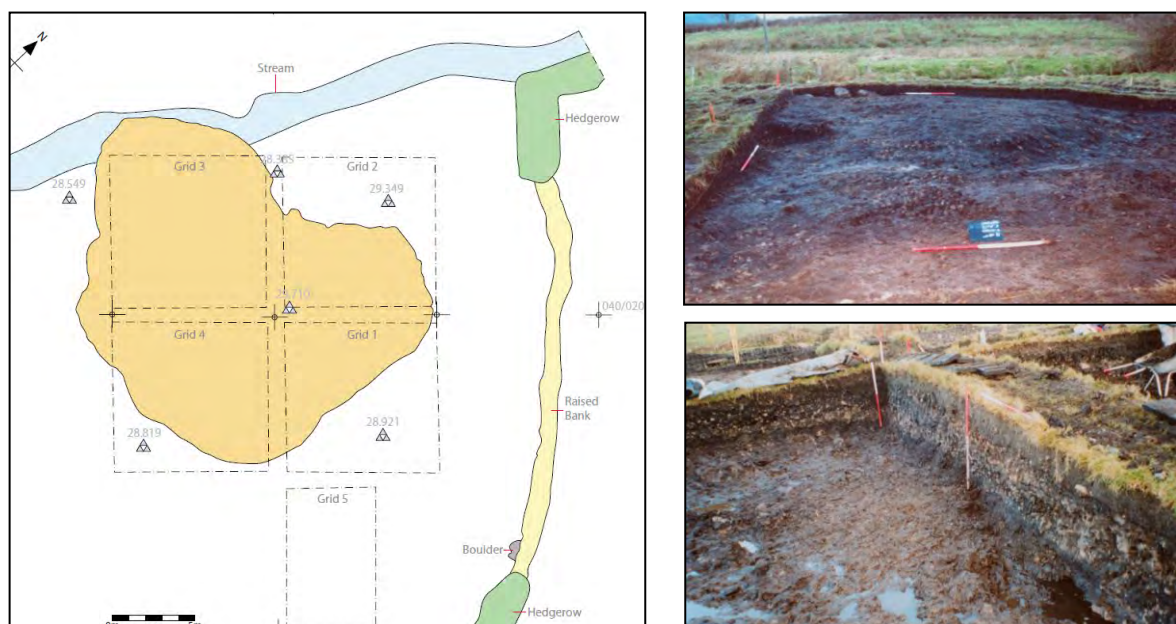 N
Stream
Hedgerow
Grid 3
Grid 2
28.549
29.349
040/020
Grid 4
Grid 1
Raised
Bank
28.819
28.921
Grid 5
Boulder
Hedgerow